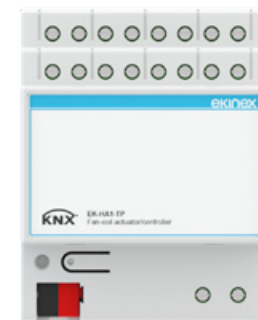 ekinex
KNX
EK-HA1-TP
Fan-coil actuator/controller